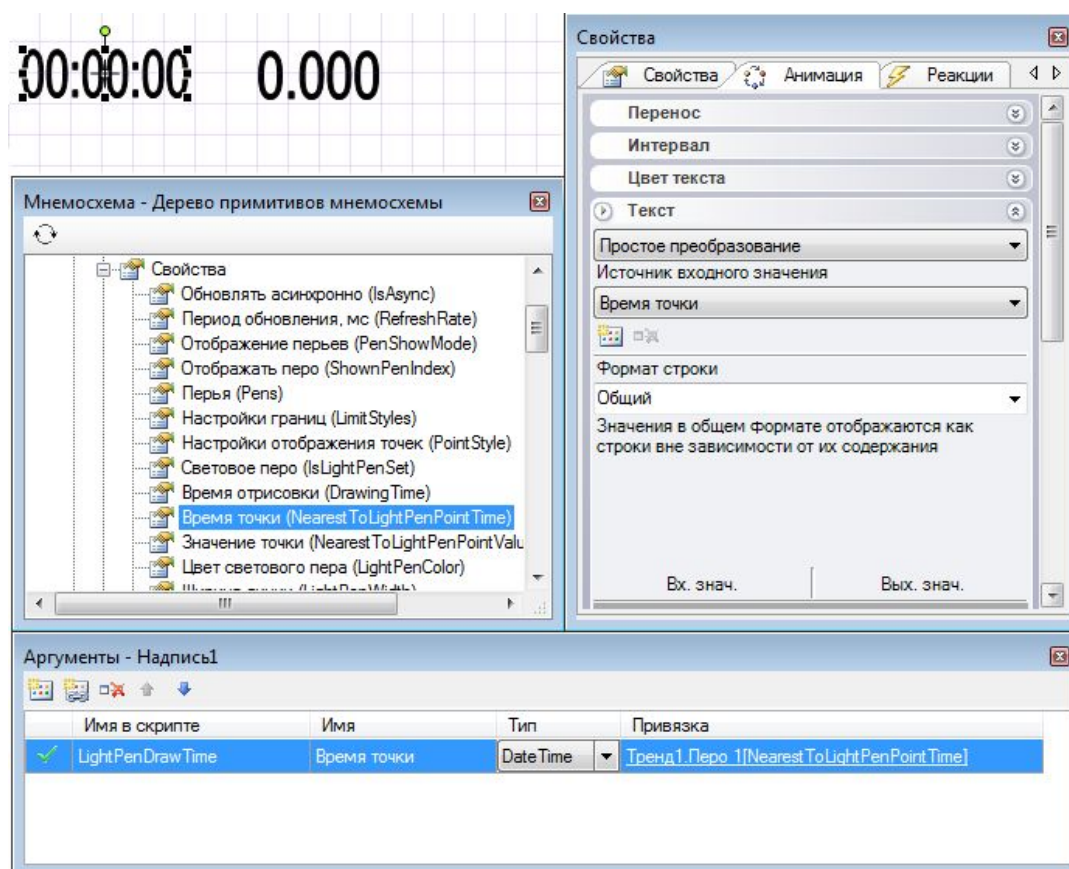 00:00:00 0.000
Свойства
Свойства Анимация Реакции
Перенос
Интервал
Цвет текста
Текст
Простое преобразование
Источник входного значения
Время точки
Формат строки
Общий
Значения в общем формате отображаются как
строки вне зависимости от их содержания
Вх. знач. Вых. знач.
Мнемосхема - Дерево примитивов мнемосхемы
Свойства
Обновлять асинхронно (IsAsync)
Период обновления, мс (RefreshRate)
Отображение перьев (PenShowMode)
Отображать перо (ShownPenIndex)
Перья (Pens)
Настройки границ (LimitStyles)
Настройки отображения точек (PointStyle)
Световое перо (IsLightPenSet)
Время отрисовки (DrawingTime)
Время точки (NearestToLightPenPointTime)
Значение точки (NearestToLightPenPointValu
Цвет светового пера (LightPenColor)
Аргументы - Надпись1
Имя в скрипте Имя Тип Привязка
LightPenDrawTime Время точки DateTime Тренд1.Перо 1[NearestToLightPenPointTime]